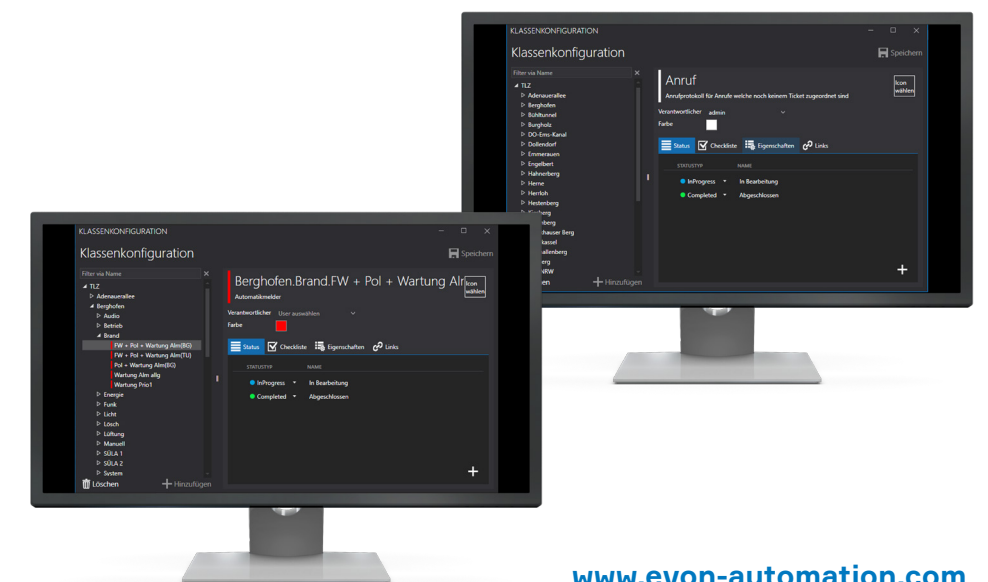 KLASSENKONFIGURATION
Klassenkonfiguration
Speichern
Filter via Name
TLZ
Adenauerallee
Berghofen
Bühltunnel
Burgholz
DO-Ems-Kanal
Dollendorf
Emmerauen
Engelbert
Hahnerberg
Herne
Herrloh
Hestenberg
NRW
Hinzufügen
Anruf
Anrufprotokoll für Anrufe welche noch keinem Ticket zugeordnet sind
Icon
wählen
Verantwortlicher admin
Farbe
Status Checkliste Eigenschaften Links
STATUSTYP NAME
InProgress In Bearbeitung
Completed Abgeschlossen
KLASSENKONFIGURATION
Klassenkonfiguration
Speichern
Filter via Name
TLZ
Adenauerallee
Berghofen
Audio
Betrieb
Brand
FW + Pol + Wartung Alm(BG)
FW + Pol + Wartung Alm(TU)
Pol + Wartung Alm(BG)
Wartung Alm allg
Wartung Prio1
Energie
Funk
Licht
Lösch
Lüftung
Manuell
SÜLA 1
SÜLA 2
System
Löschen Hinzufügen
Berghofen.Brand.FW + Pol + Wartung Alm
Automatikmelder
Icon
wählen
Verantwortlicher User auswählen
Farbe
Status Checkliste Eigenschaften Links
STATUSTYP NAME
InProgress In Bearbeitung
Completed Abgeschlossen
www.evon-automation.com